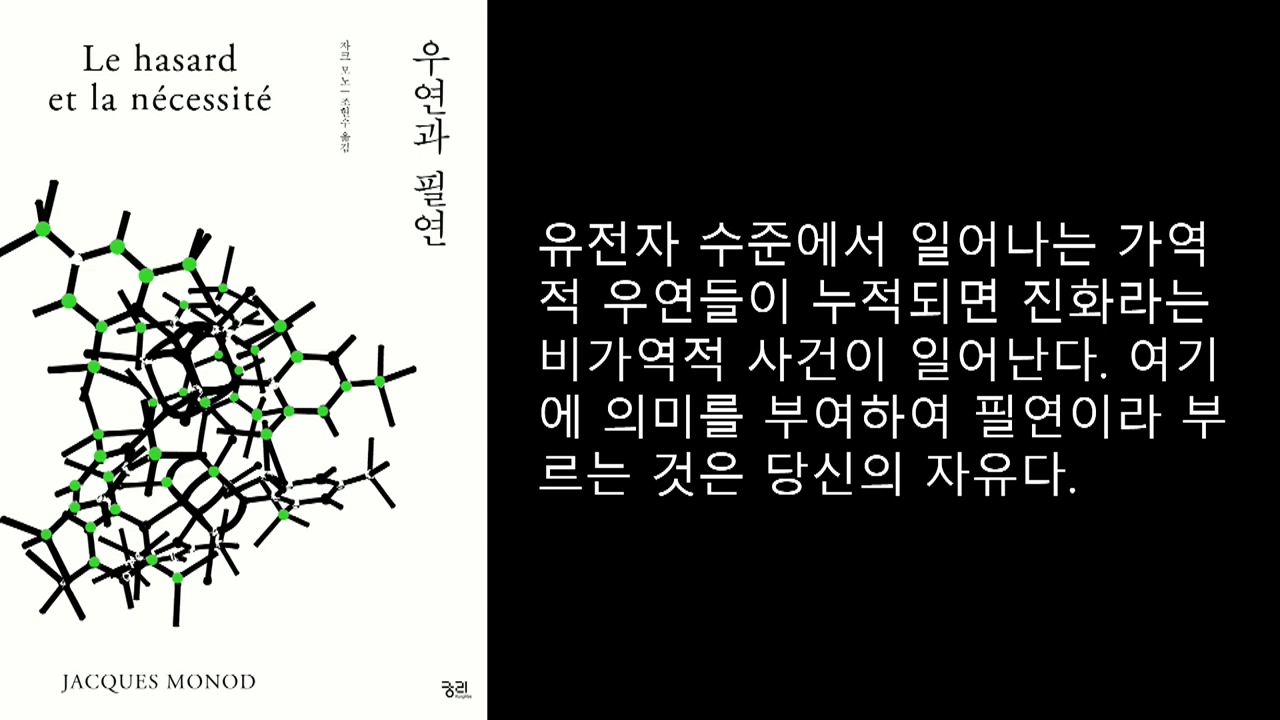 Le hasard
et la nécessité
우연과 필연
자크 모노 | 조현수 옮김
JACQUES MONOD
궁리
유전자 수준에서 일어나는 가역
적 우연들이 누적되면 진화라는
비가역적 사건이 일어난다. 여기
에 의미를 부여하여 필연이라 부
르는 것은 당신의 자유다.